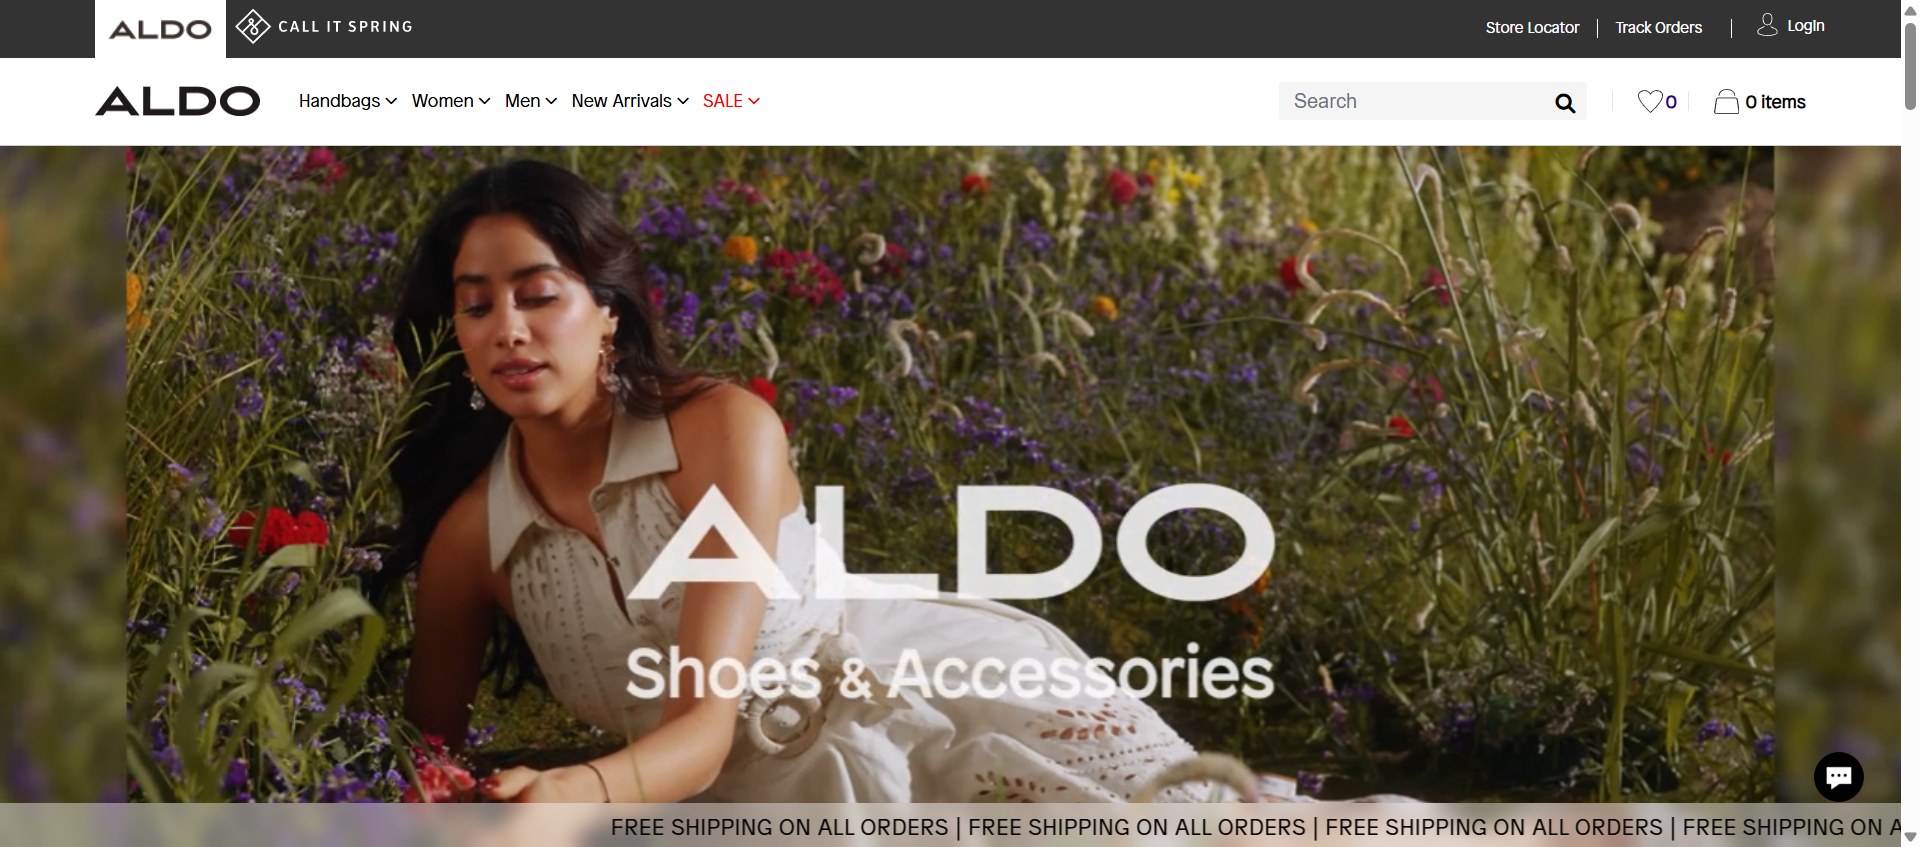 ALDO CALL IT SPRING Store Locator Track Orders Login
ALDO Handbags Women Men New Arrivals SALE Search 0 0 items
ALDO
Shoes & Accessories
FREE SHIPPING ON ALL ORDERS | FREE SHIPPING ON ALL ORDERS | FREE SHIPPING ON ALL ORDERS | FREE SHIPPING ON A